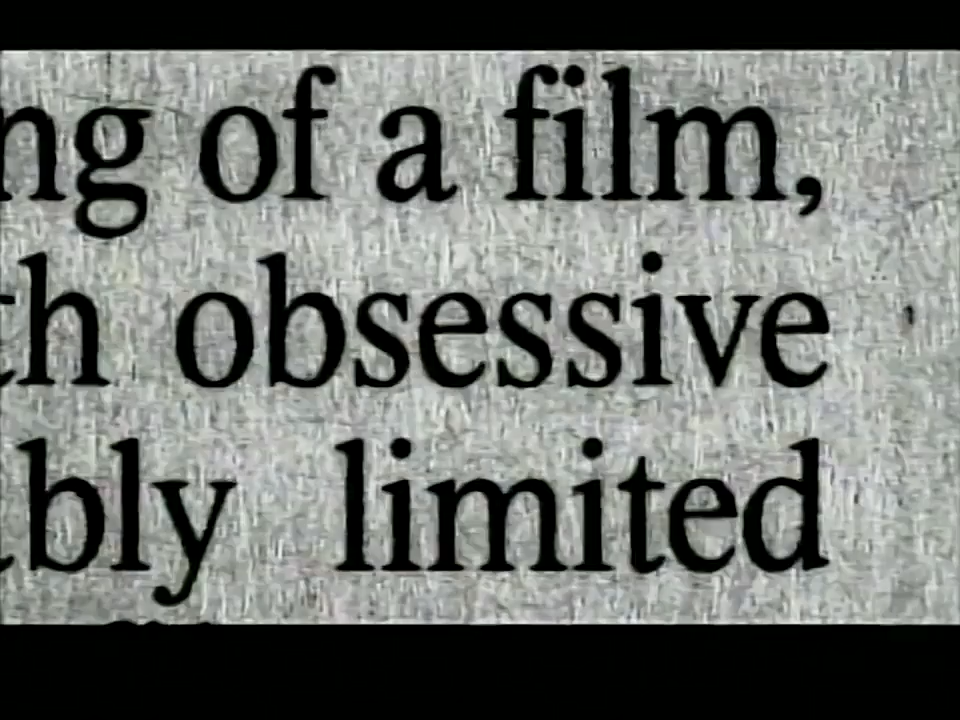 ng of a film,
th obsessive
bly limited